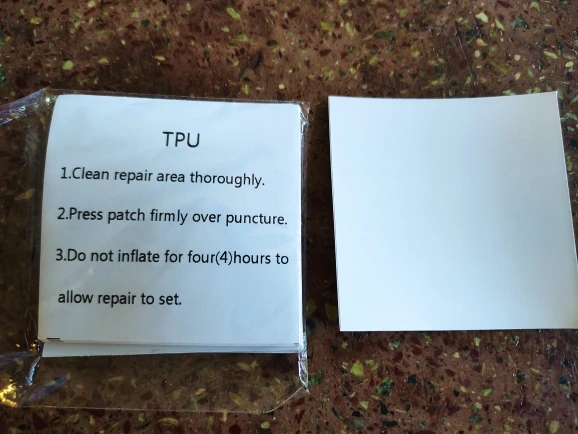 TPU
1.Clean repair area thoroughly.
2.Press patch firmly over puncture.
3.Do not inflate for four(4)hours to
allow repair to set.